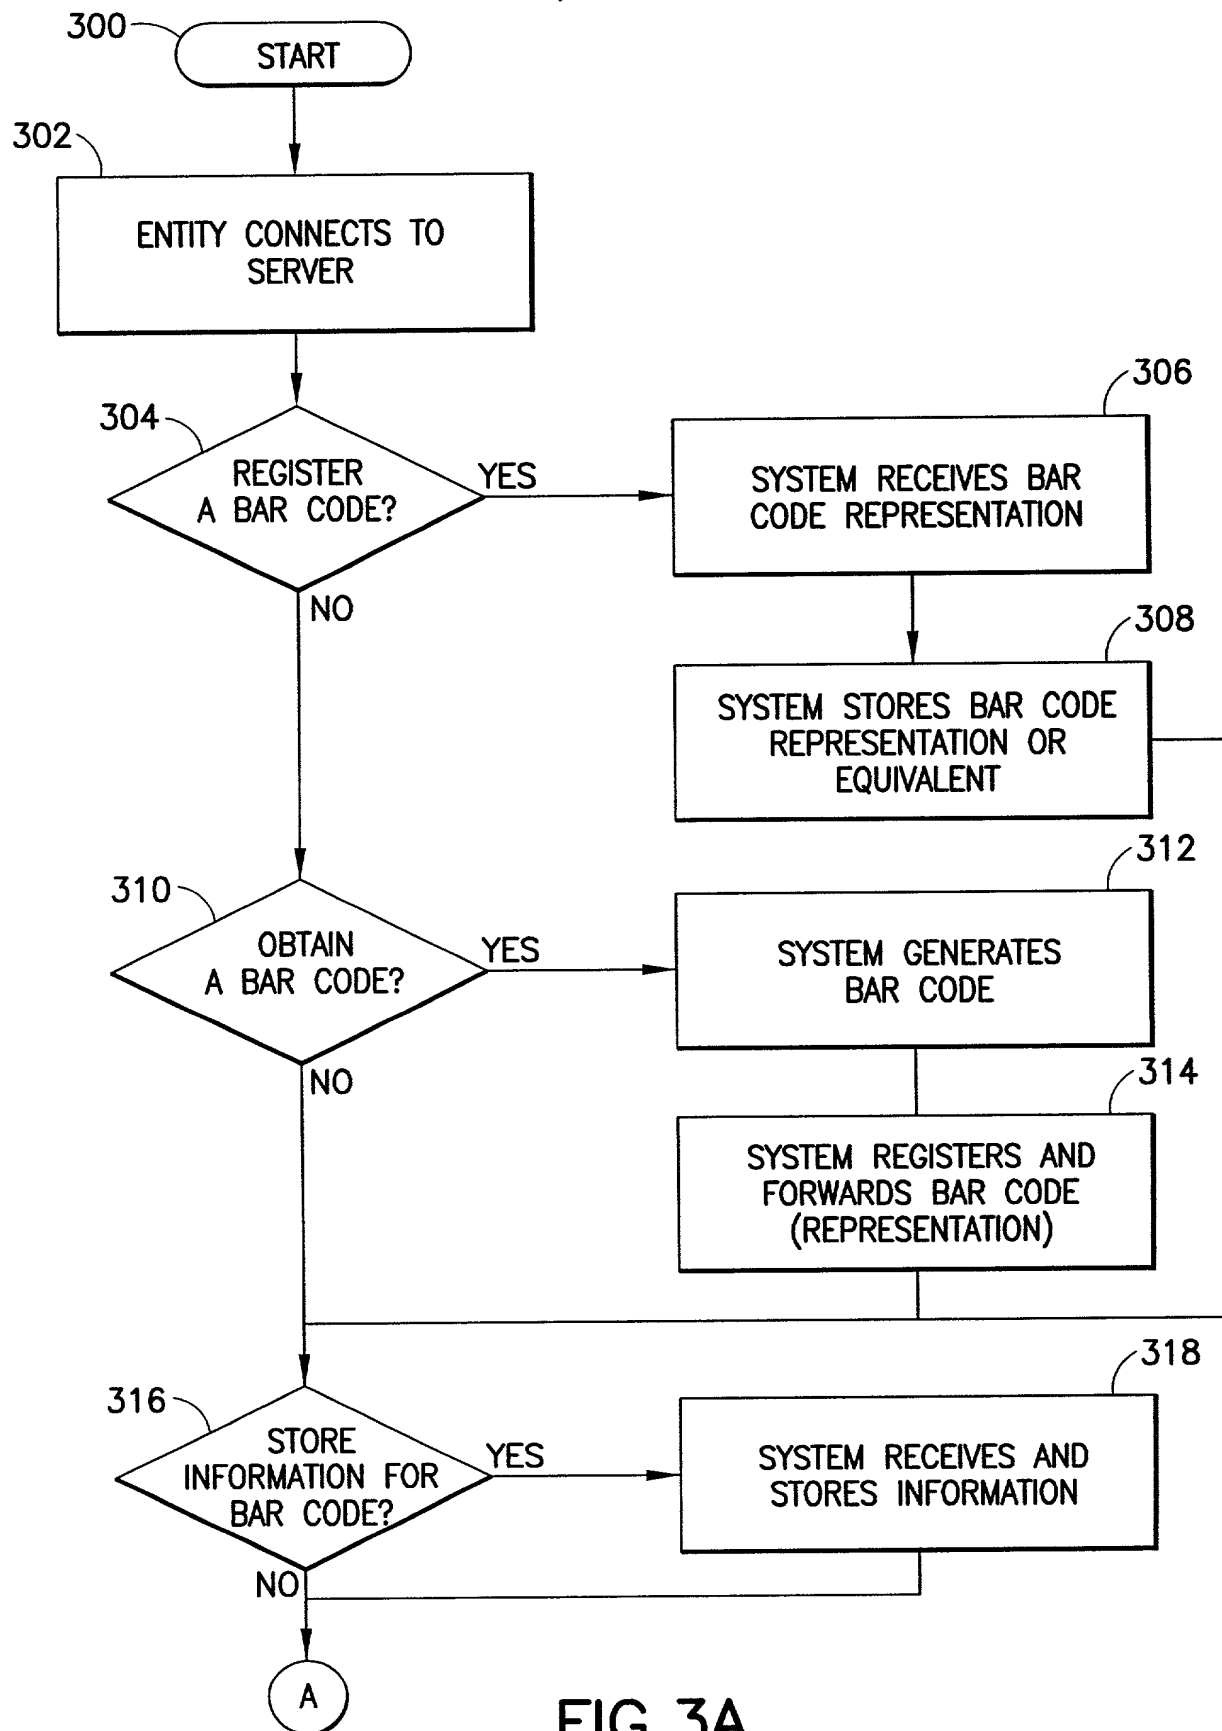 300
START
302
ENTITY CONNECTS TO
SERVER
304
REGISTER
A BAR CODE?
YES
NO
306
SYSTEM RECEIVES BAR
CODE REPRESENTATION
308
SYSTEM STORES BAR CODE
REPRESENTATION OR
EQUIVALENT
310
OBTAIN
A BAR CODE?
YES
NO
312
SYSTEM GENERATES
BAR CODE
314
SYSTEM REGISTERS AND
FORWARDS BAR CODE
(REPRESENTATION)
316
STORE
INFORMATION FOR
BAR CODE?
YES
NO
318
SYSTEM RECEIVES AND
STORES INFORMATION
A
FIG. 3A